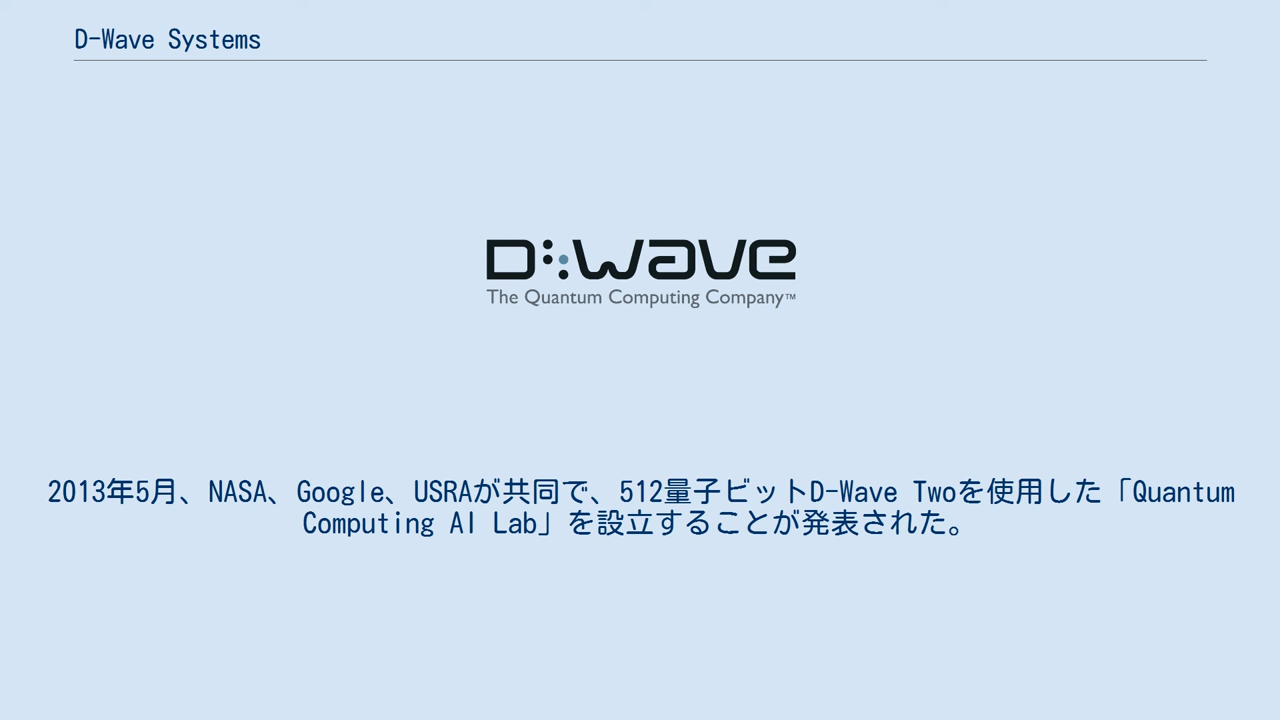 D-Wave Systems
D:wave
The Quantum Computing Company™
2013年5月、NASA、Google、USRAが共同で、512量子ビットD-Wave Twoを使用した「Quantum
Computing AI Lab」を設立することが発表された。